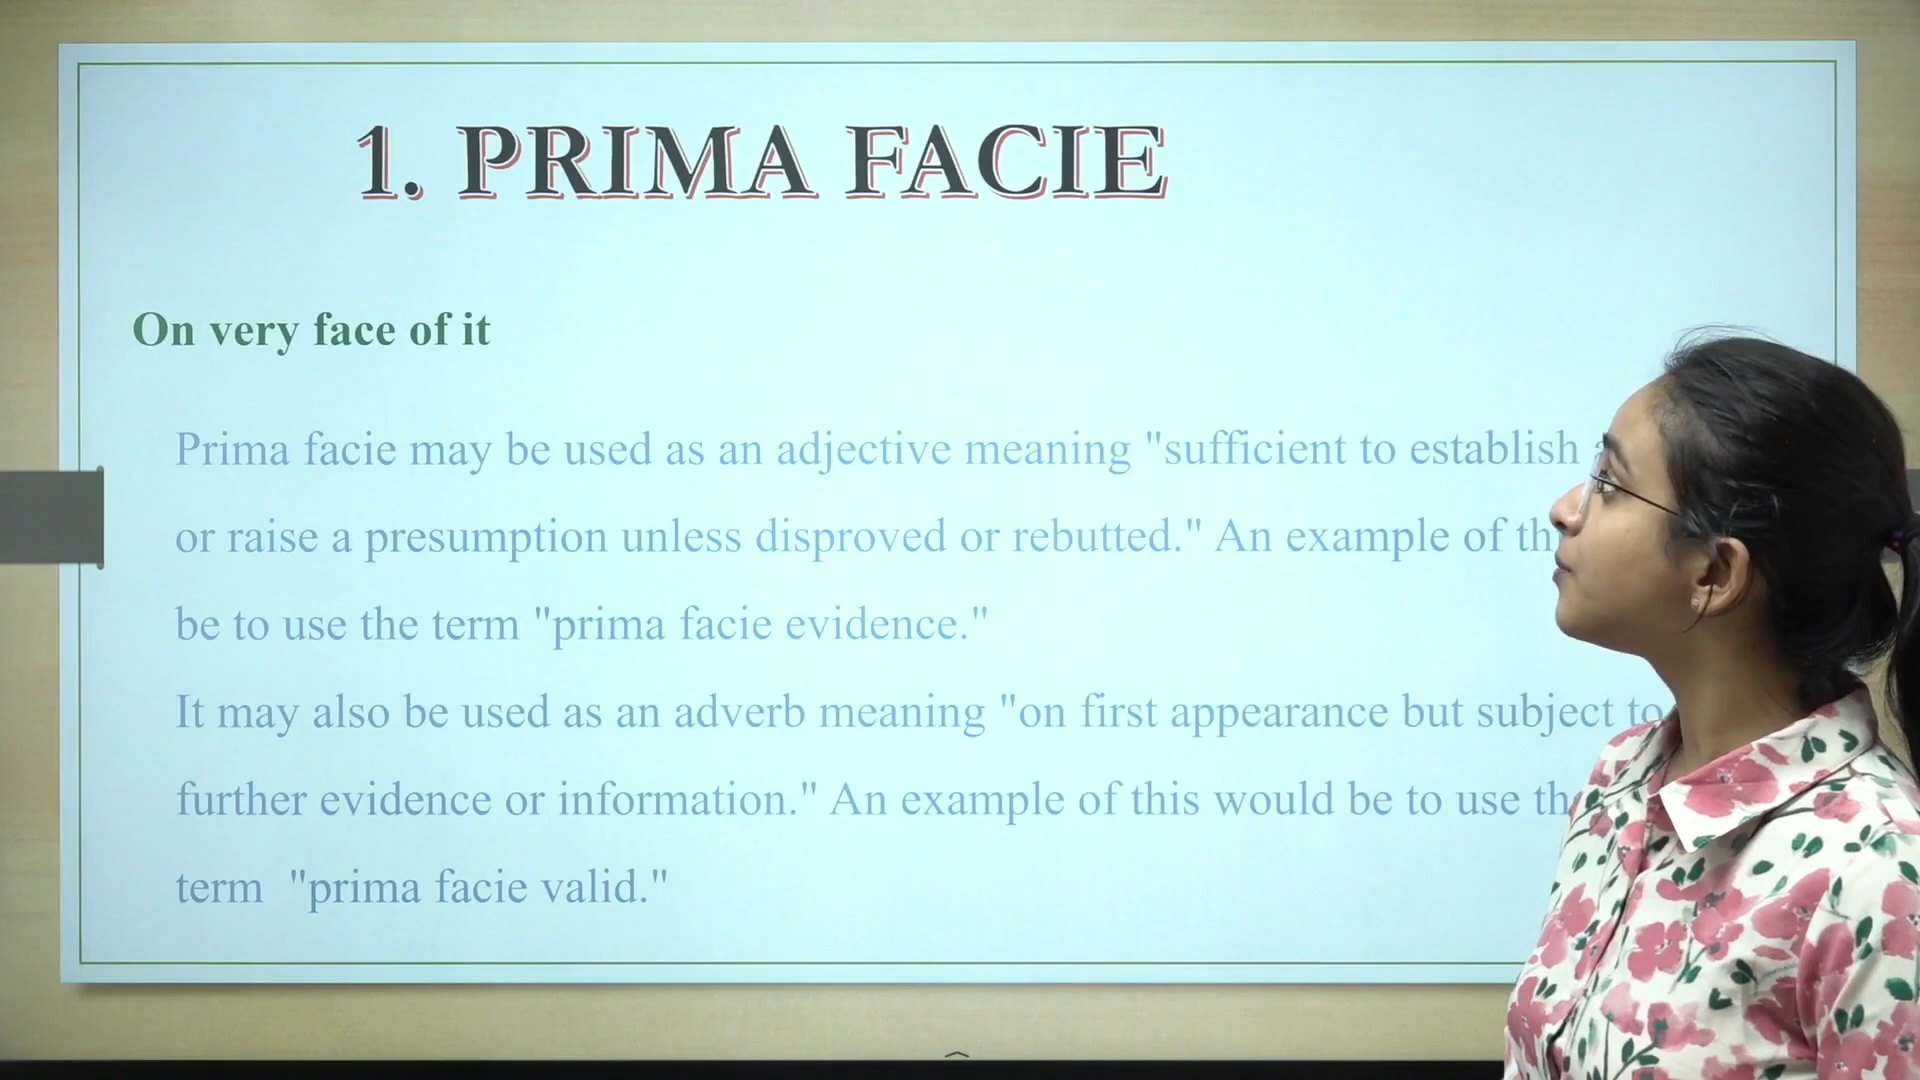 1. PRIMA FACIE
On very face of it
Prima facie may be used as an adjective meaning "sufficient to establish
or raise a presumption unless disproved or rebutted." An example of
be to use the term "prima facie evidence."
It may also be used as an adverb meaning "on first appearance but subject to
further evidence or information." An example of this would be to use
term "prima facie valid."